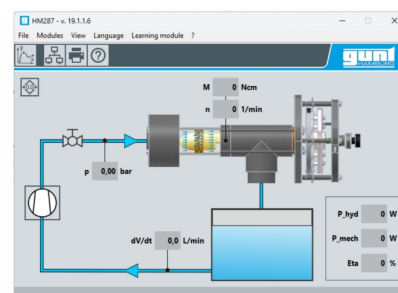 HM287 - v. 19.1.1.6
File Modules View Language Learning module ?
gunt
HAMBURG
M 0 Ncm
n 0 1/min
p 0,00 bar
dV/dt 0,0 L/min
P_hyd 0 W
P_mech 0 W
Eta 0 %